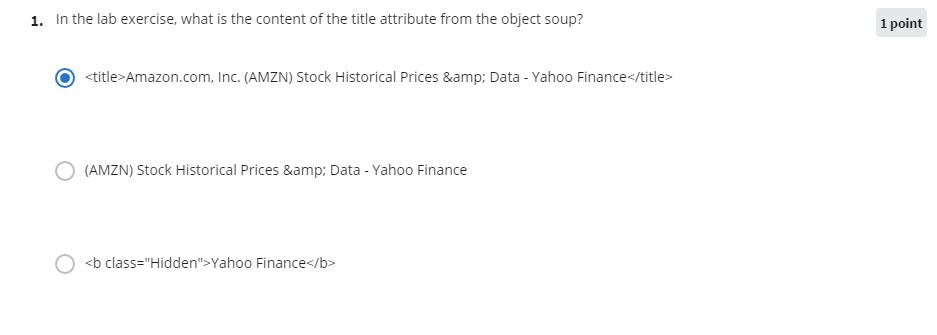 1. In the lab exercise, what is the content of the title attribute from the object soup?
1 point
<title>Amazon.com, Inc. (AMZN) Stock Historical Prices &amp; Data - Yahoo Finance</title>
(AMZN) Stock Historical Prices &amp; Data - Yahoo Finance
<b class="Hidden">Yahoo Finance</b>